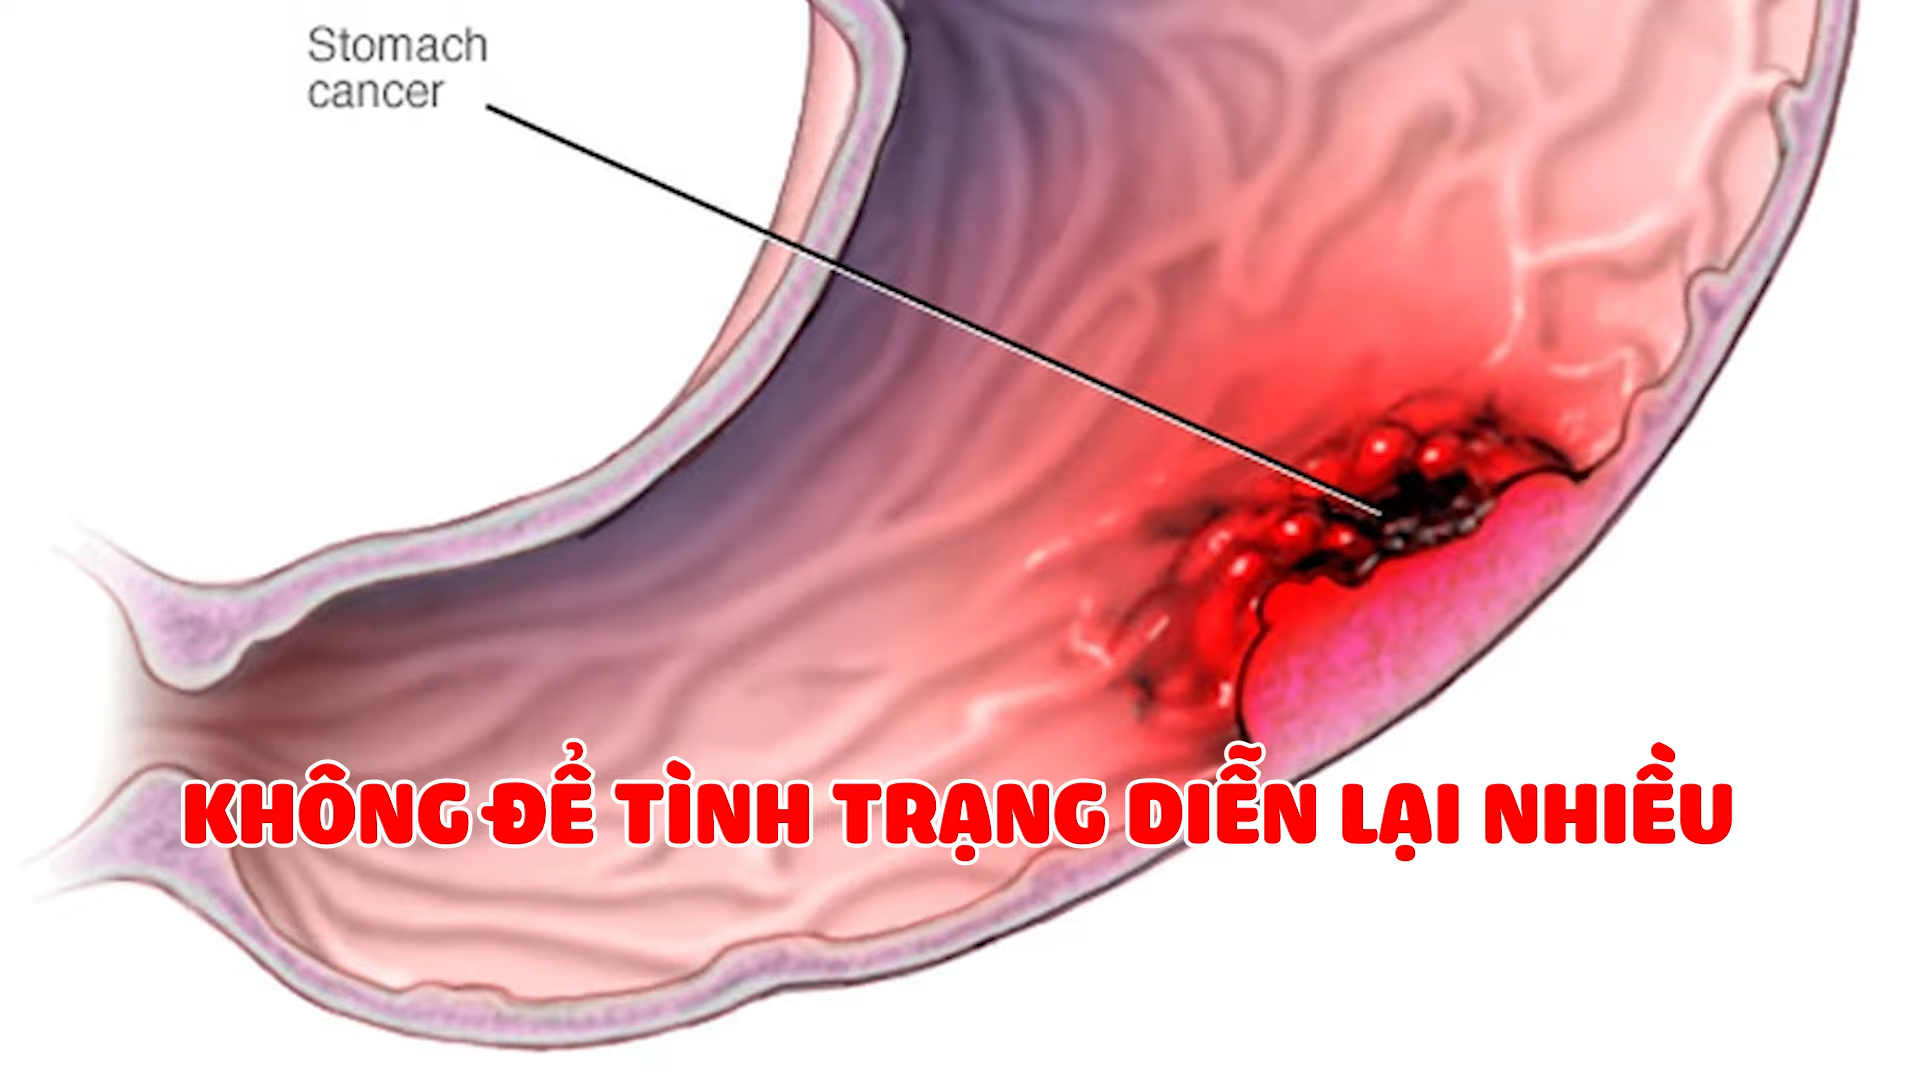 Stomach
cancer
KHÔNG ĐỂ TÌNH TRẠNG DIỄN LẠI NHIỀU